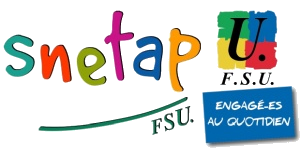 snetap
FSU.
U.
F.S.U.
ENGAGÉ-ES
AU QUOTIDIEN